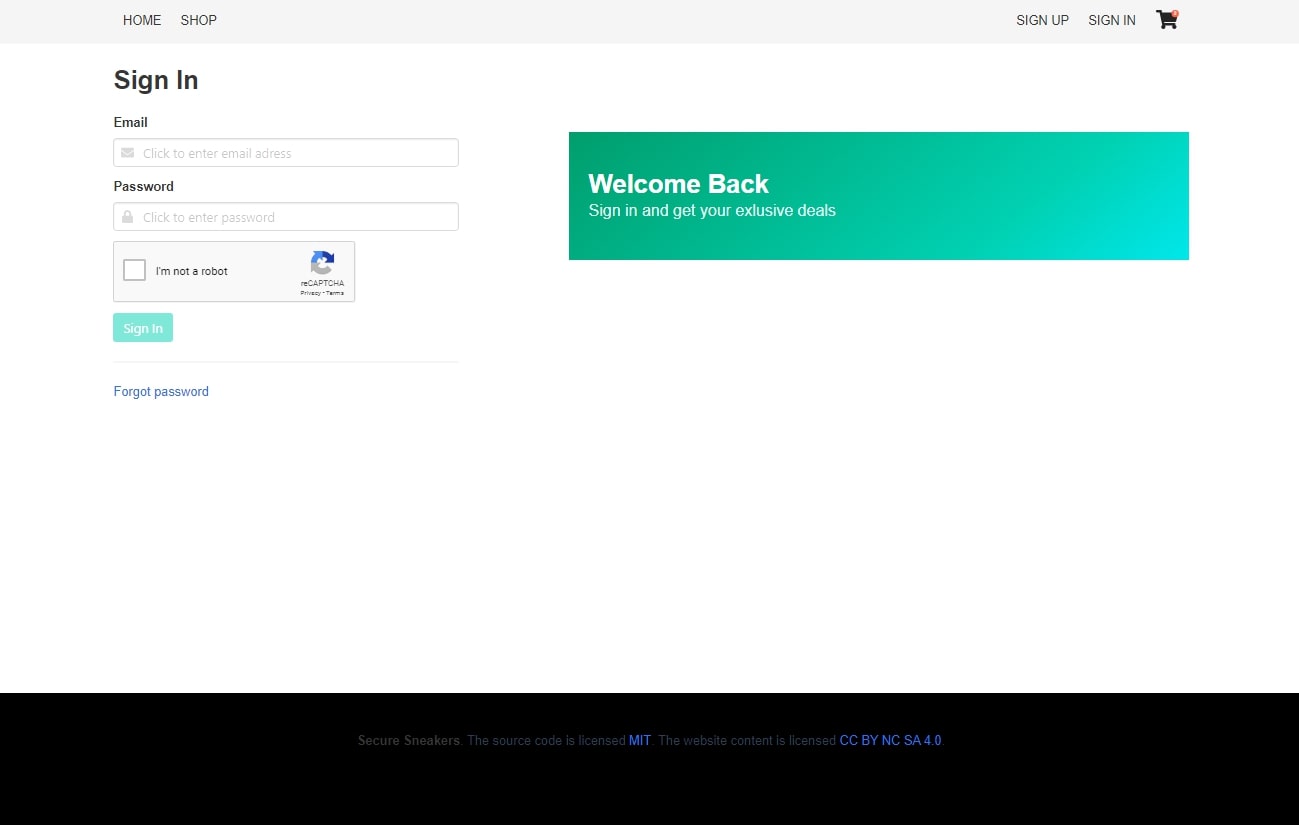 HOME SHOP SIGN UP SIGN IN
Sign In
Email
Click to enter email adress
Password
Click to enter password
I'm not a robot
reCAPTCHA
Privacy - Terms
Sign In
Forgot password
Welcome Back
Sign in and get your exlusive deals
Secure Sneakers. The source code is licensed MIT. The website content is licensed CC BY NC SA 4.0.